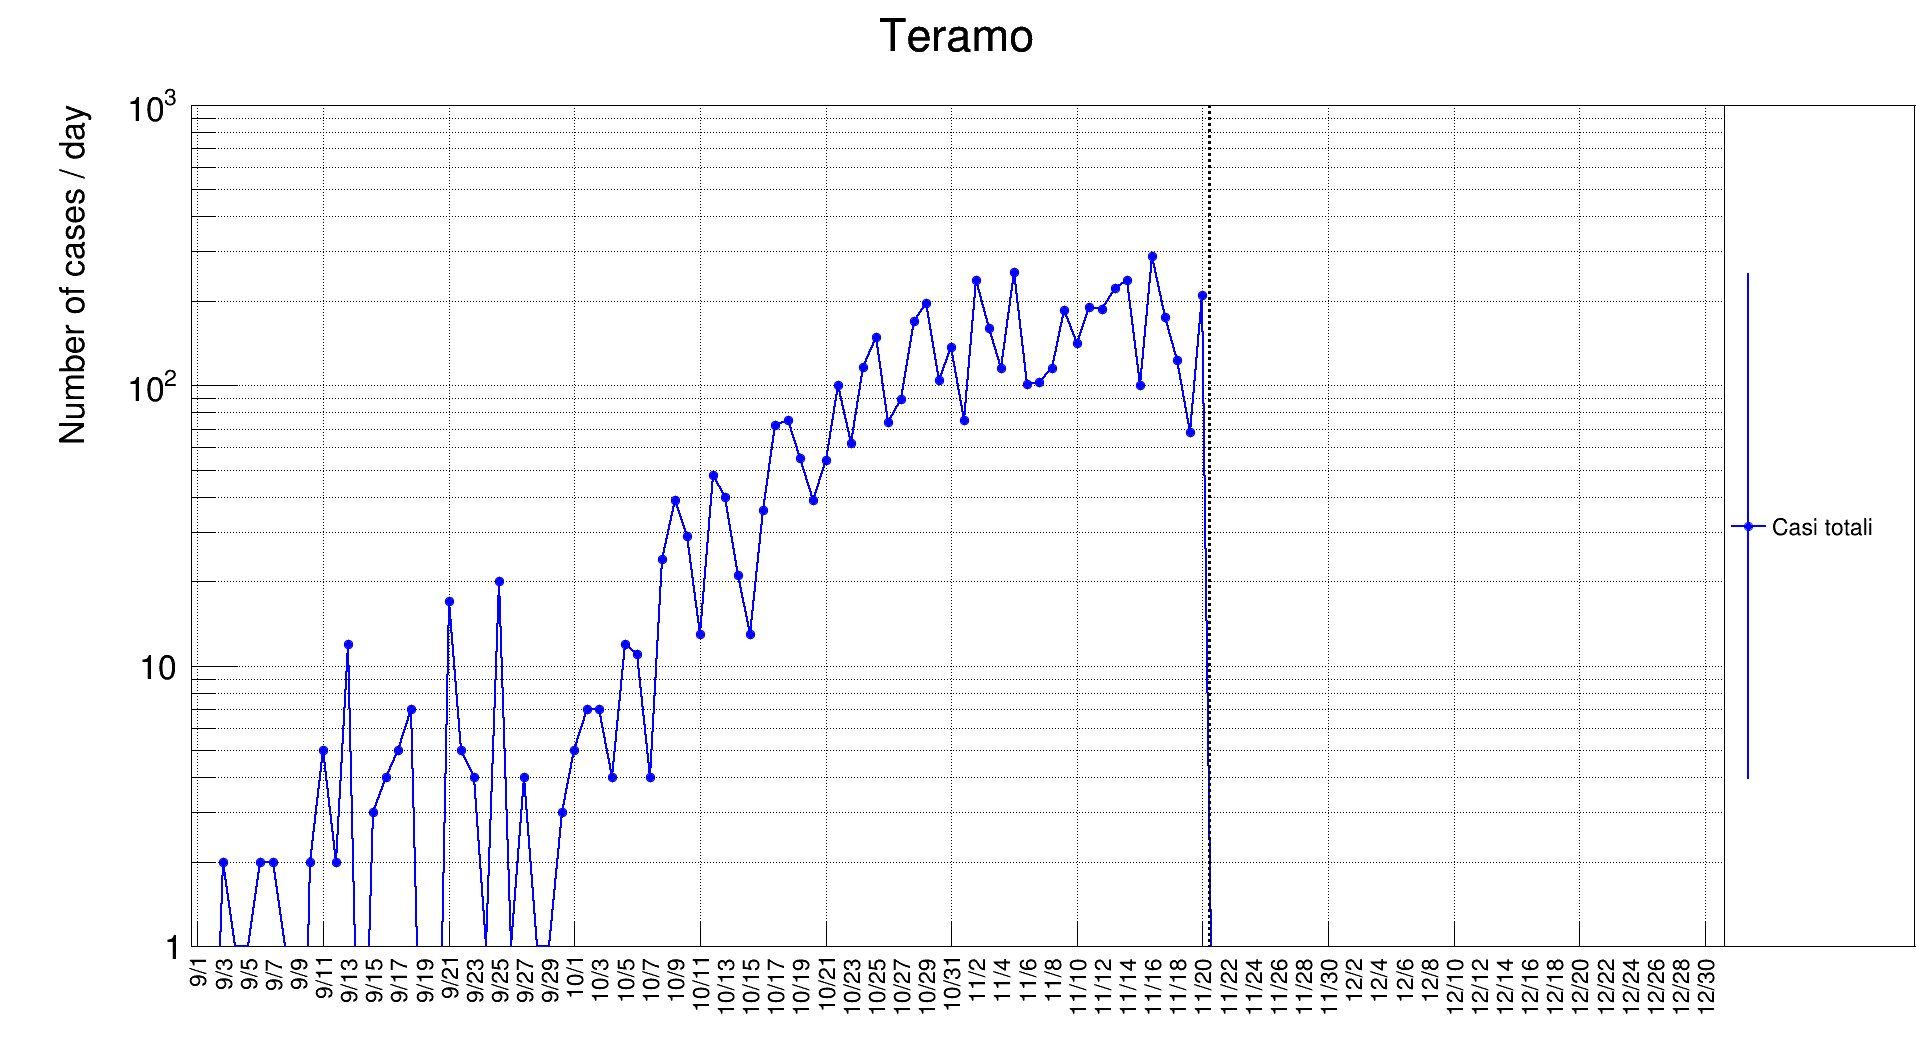 Teramo
Number of cases / day
10³
10²
10
1
9/1 9/3 9/5 9/7 9/9 9/11 9/13 9/15 9/17 9/19 9/21 9/23 9/25 9/27 9/29 10/1 10/3 10/5 10/7 10/9 10/11 10/13 10/15 10/17 10/19 10/21 10/23 10/25 10/27 10/29 10/31 11/2 11/4 11/6 11/8 11/10 11/12 11/14 11/16 11/18 11/20 11/22 11/24 11/26 11/28 11/30 12/2 12/4 12/6 12/8 12/10 12/12 12/14 12/16 12/18 12/20 12/22 12/24 12/26 12/28 12/30
Casi totali